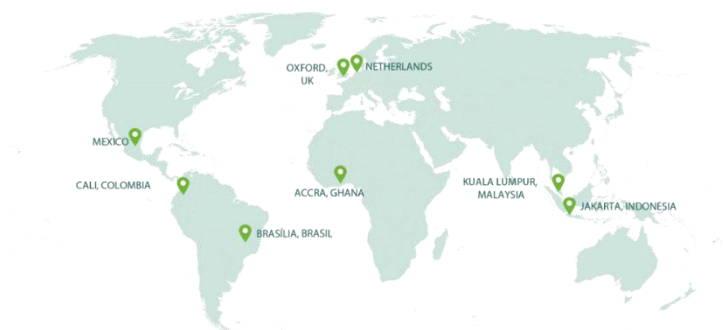 OXFORD,
UK
NETHERLANDS
MEXICO
CALI, COLOMBIA
ACCRA, GHANA
KUALA LUMPUR,
MALAYSIA
JAKARTA, INDONESIA
BRASÍLIA, BRASIL